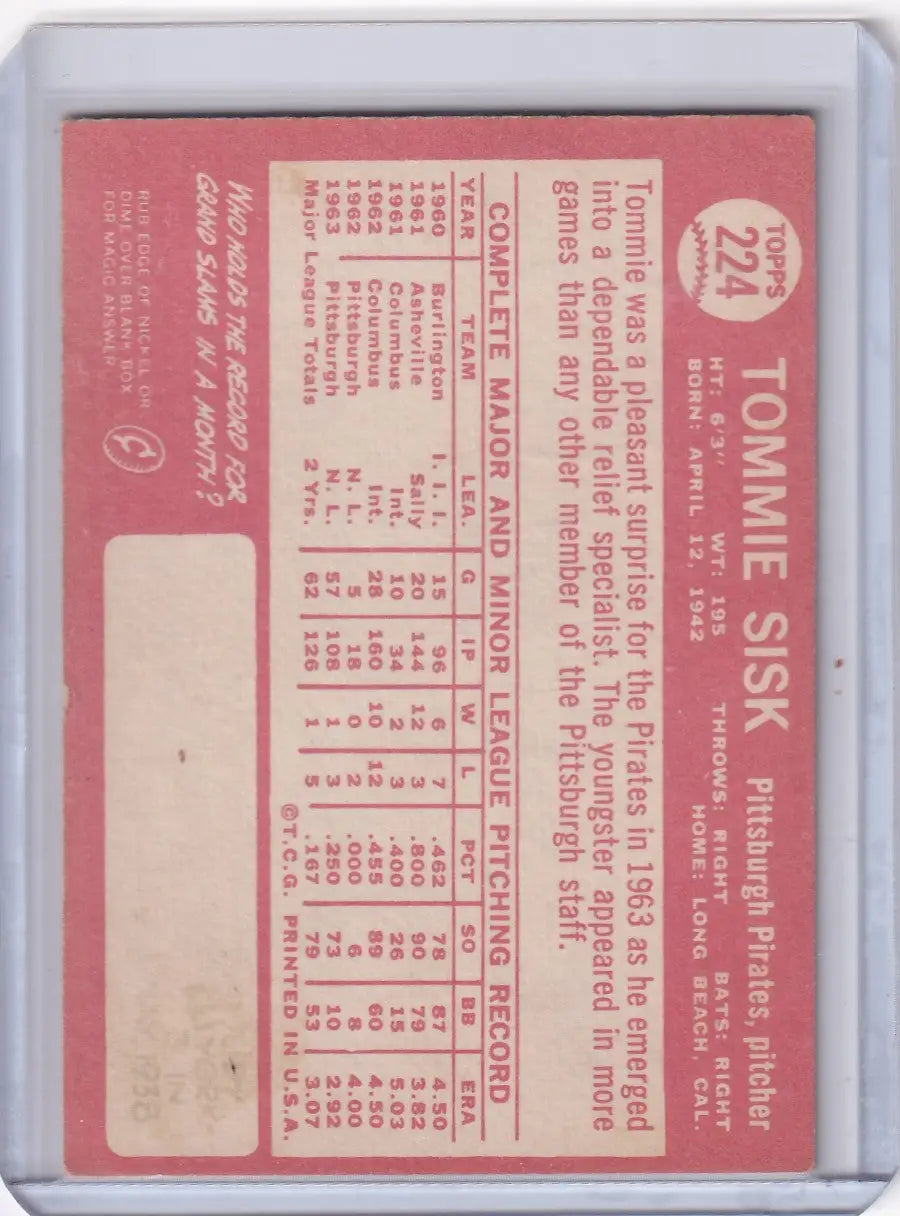 TOPPS
224
TOMMIE SISK Pittsburgh Pirates, pitcher
HT: 6'3" WT: 195 THROWS: RIGHT BATS: RIGHT
BORN: APRIL 12, 1942 HOME: LONG BEACH, CAL.
Tommie was a pleasant surprise for the Pirates in 1963 as he emerged
into a dependable relief specialist. The youngster appeared in more
games than any other member of the Pittsburgh staff.
COMPLETE MAJOR AND MINOR LEAGUE PITCHING RECORD
YEAR TEAM LEA. G IP W L PCT SO BB ERA
1960 Burlington I. I. I. 15 96 6 7 .462 78 87 4.50
1961 Asheville Sally 20 144 12 3 .800 90 79 3.82
1961 Columbus Int. 10 34 2 3 .400 26 15 5.03
1962 Columbus Int. 28 160 10 12 .455 89 60 4.50
1962 Pittsburgh N. L. 5 18 0 2 .000 6 8 4.00
1963 Pittsburgh N. L. 57 108 1 3 .250 73 10 2.92
Major League Totals 2 Yrs. 62 126 1 5 .167 79 53 3.07
©T.C.G. PRINTED IN U.S.A.
WHO HOLDS THE RECORD FOR
GRAND SLAMS IN A MONTH?
RUB EDGE OF NICKEL OR
DIME OVER BLANK BOX
FOR MAGIC ANSWER
IN
1938